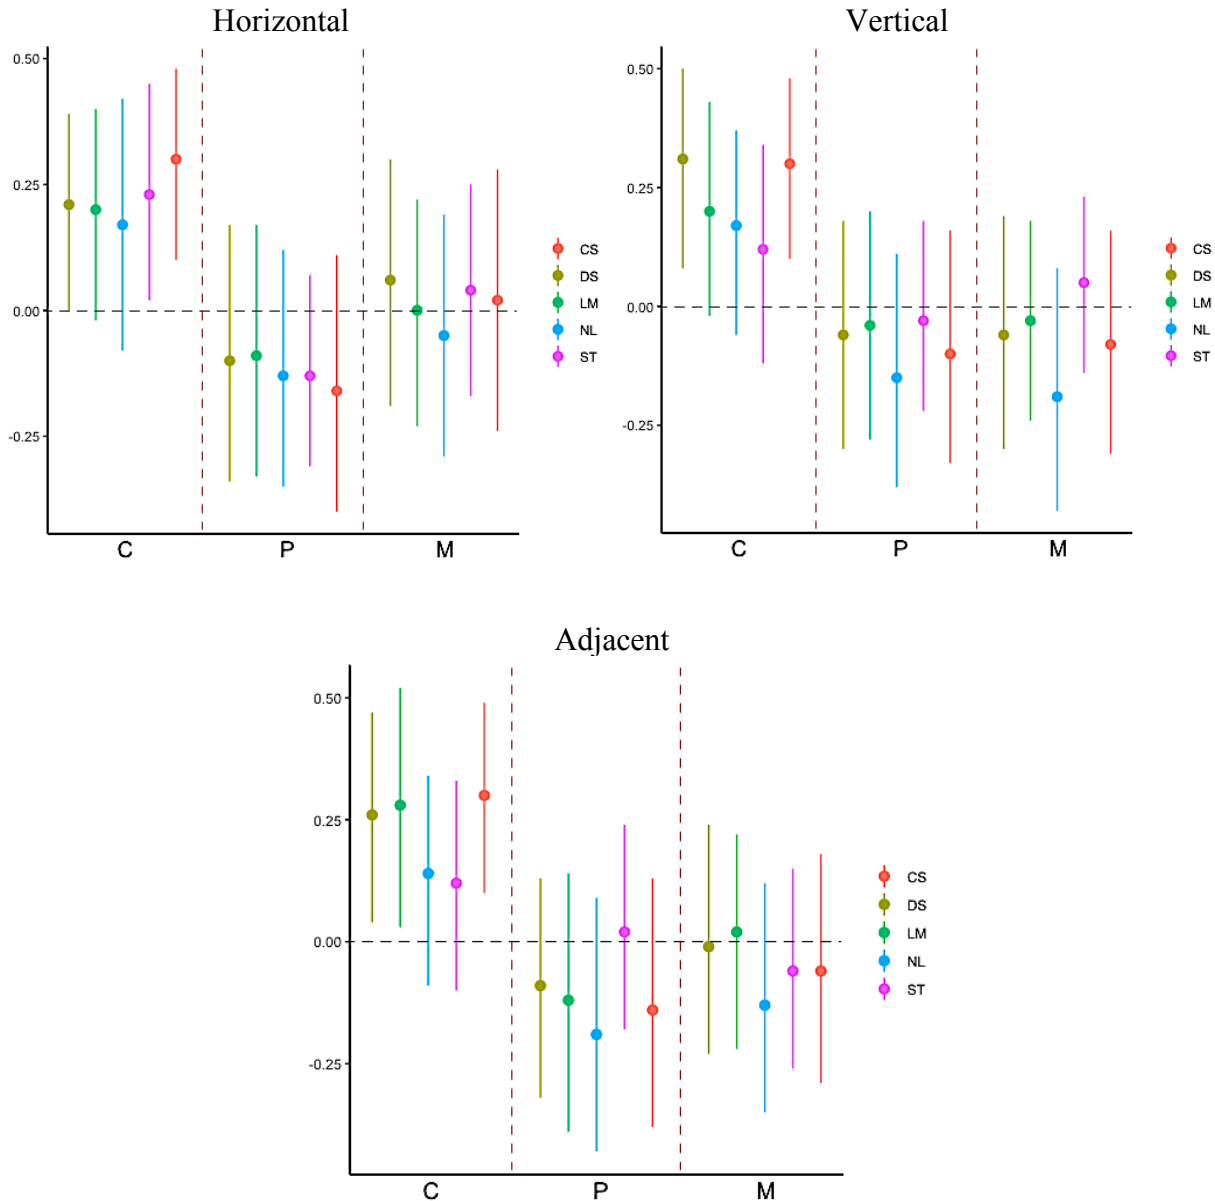 Horizontal
0.50
0.25
0.00
-0.25
C P M
CS
DS
LM
NL
ST
Vertical
0.50
0.25
0.00
-0.25
C P M
CS
DS
LM
NL
ST
Adjacent
0.50
0.25
0.00
-0.25
C P M
CS
DS
LM
NL
ST